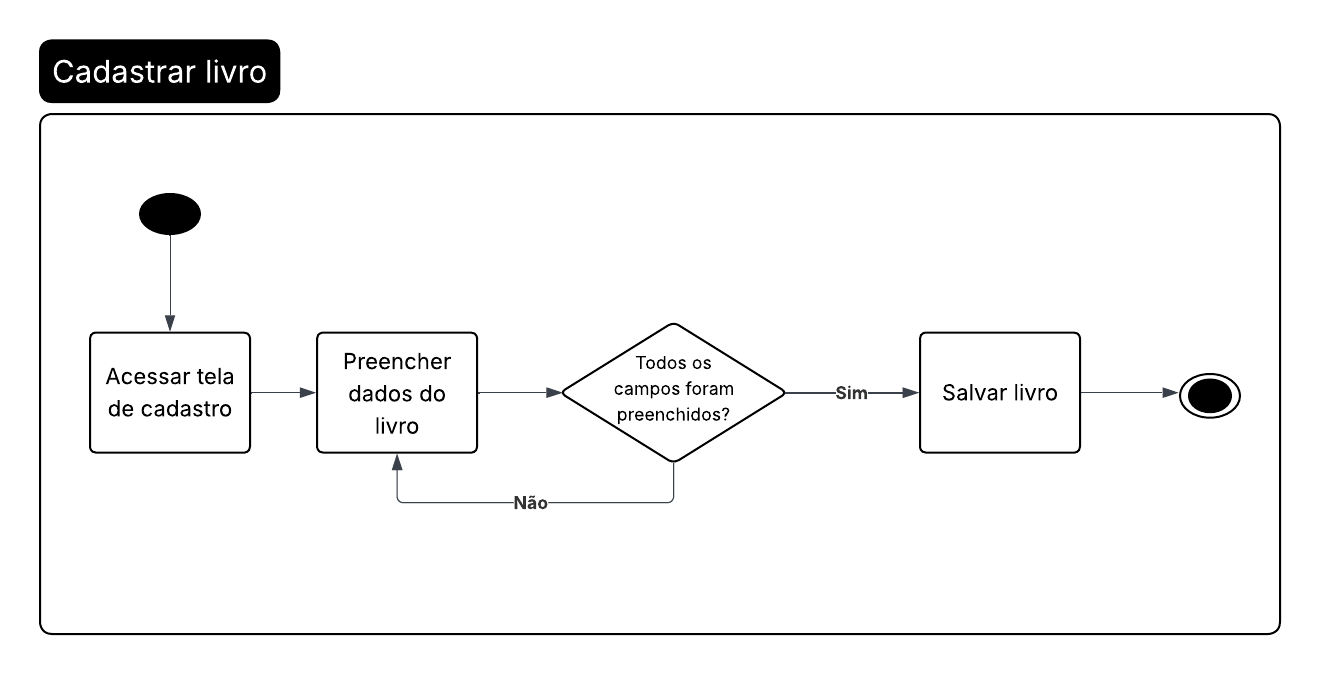 Cadastrar livro
Acessar tela
de cadastro
Preencher
dados do
livro
Todos os
campos foram
preenchidos?
Sim
Salvar livro
Não